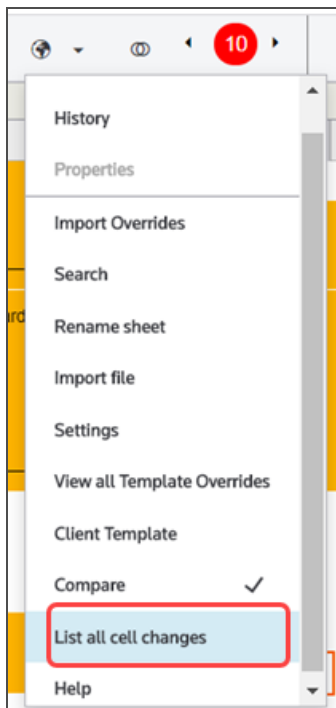 10
History
Properties
Import Overrides
ard
Search
Rename sheet
Import file
Settings
View all Template Overrides
Client Template
Compare
List all cell changes
Help